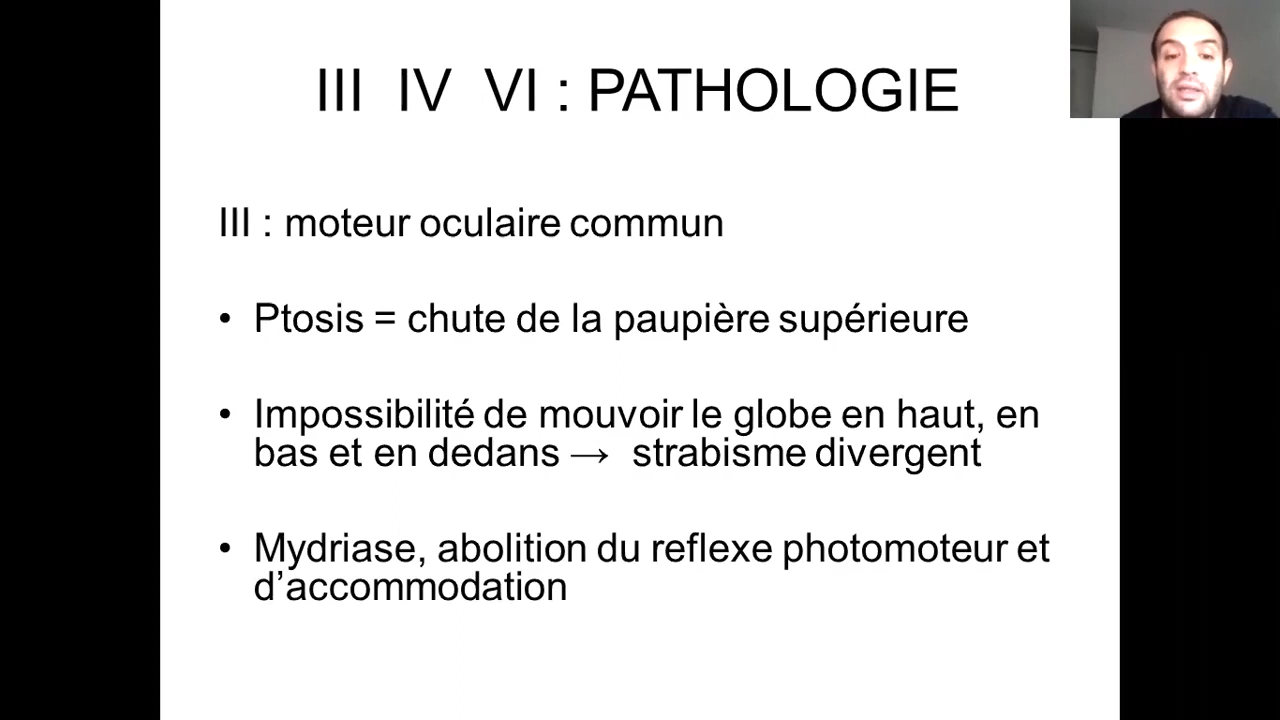 III IV VI : PATHOLOGIE
III : moteur oculaire commun
• Ptosis = chute de la paupière supérieure
• Impossibilité de mouvoir le globe en haut, en
bas et en dedans → strabisme divergent
• Mydriase, abolition du reflexe photomoteur et
d’accommodation